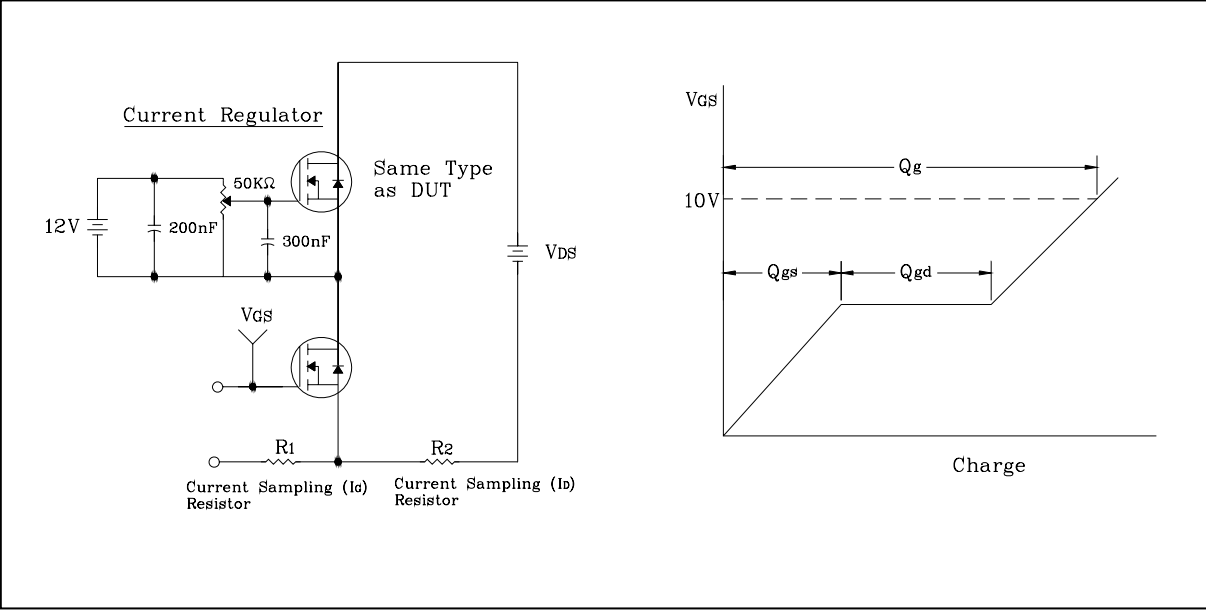 Current Regulator
Same Type
as DUT
50KΩ
12V
200nF
300nF
VDS
VGS
R1
R2
Current Sampling (IG)
Resistor
Current Sampling (ID)
Resistor
VGS
Qg
10V
Qgs
Qgd
Charge